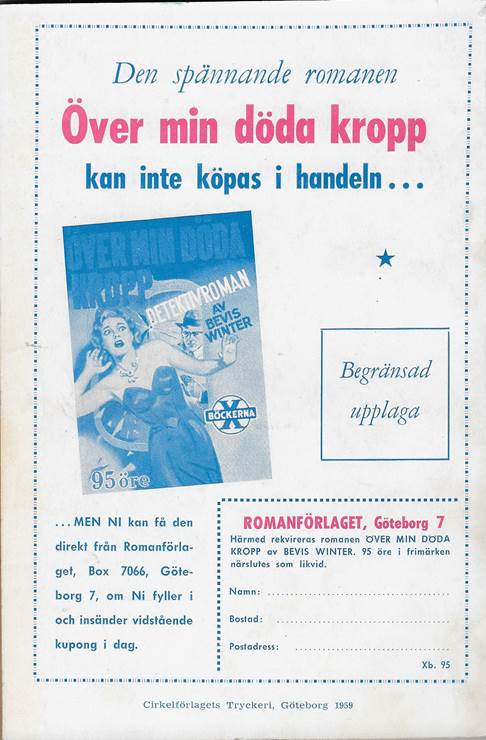 Den spännande romanen
Över min döda kropp
kan inte köpas i handeln...
ÖVER MIN DÖDA
KROPP
DETEKTIVROMAN
AV
BEVIS
WINTER
X
BÖCKERNA
95 öre
Begränsad
upplaga
...MEN NI kan få den
direkt från Romanförla-
get, Box 7066, Göte-
borg 7, om Ni fyller i
och insänder vidstående
kupong i dag.
ROMANFÖRLAGET, Göteborg 7
Härmed rekvireras romanen ÖVER MIN DÖDA
KROPP av BEVIS WINTER. 95 öre i frimärken
närslutes som likvid.
Namn:
Bostad:
Postadress:
Xb. 95
Cirkelförlagets Tryckeri, Göteborg 1959